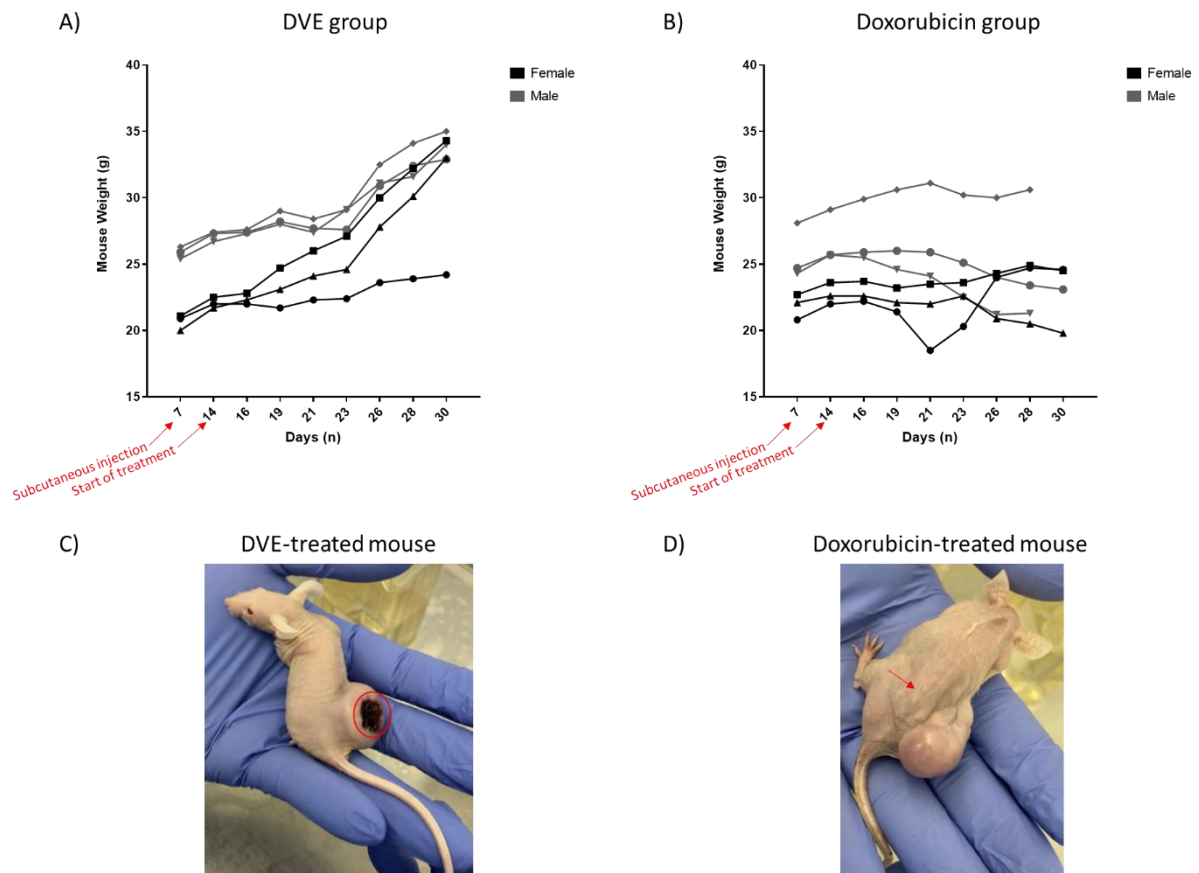 A)
DVE group
40
35
30
25
20
15
Mouse Weight (g)
Female
Male
7
14
16
19
21
23
26
28
30
Days (n)
Subcutaneous injection
Start of treatment
B)
Doxorubicin group
40
35
30
25
20
15
Mouse Weight (g)
Female
Male
7
14
16
19
21
23
26
28
30
Days (n)
Subcutaneous injection
Start of treatment
C)
DVE-treated mouse
D)
Doxorubicin-treated mouse